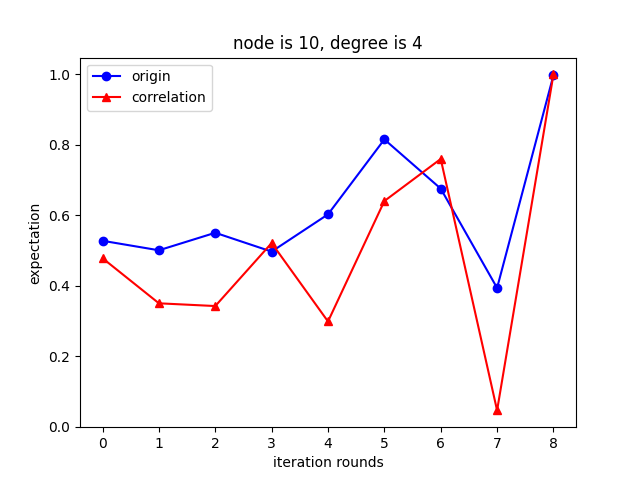 node is 10, degree is 4
origin
correlation
expectation
1.0
0.8
0.6
0.4
0.2
0.0
0 1 2 3 4 5 6 7 8
iteration rounds